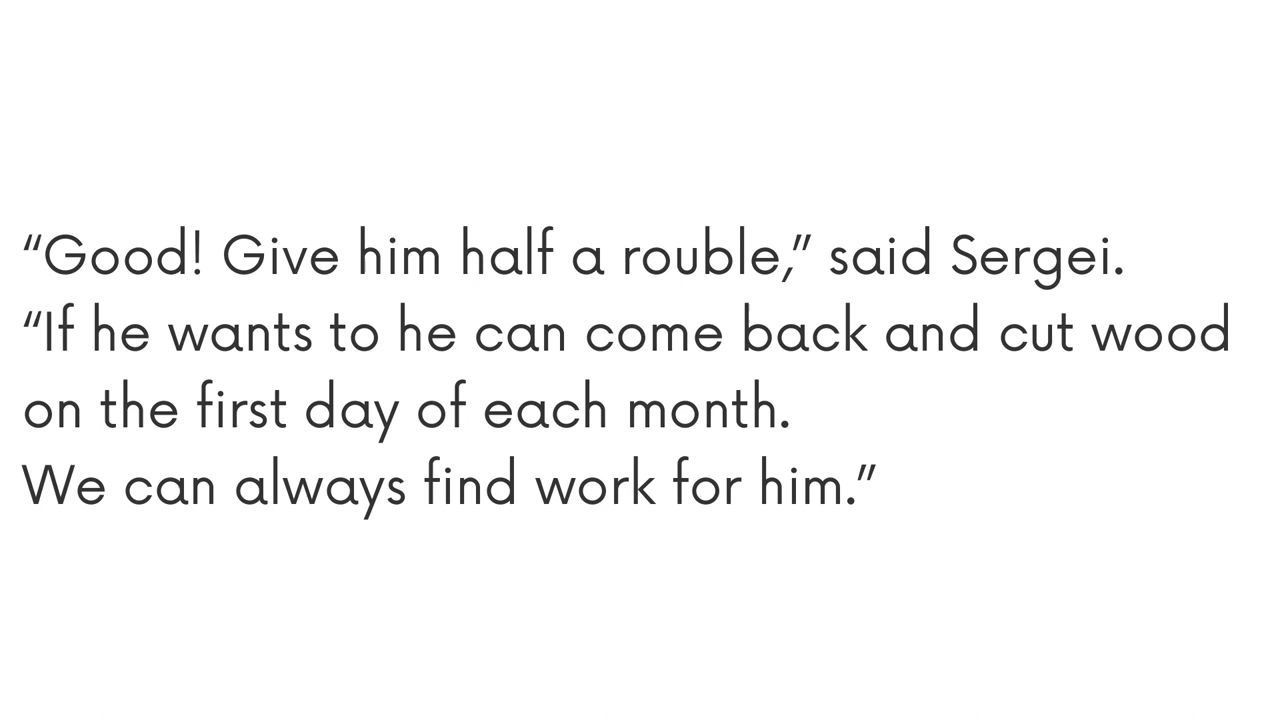 “Good! Give him half a rouble,” said Sergei.
“If he wants to he can come back and cut wood
on the first day of each month.
We can always find work for him.”